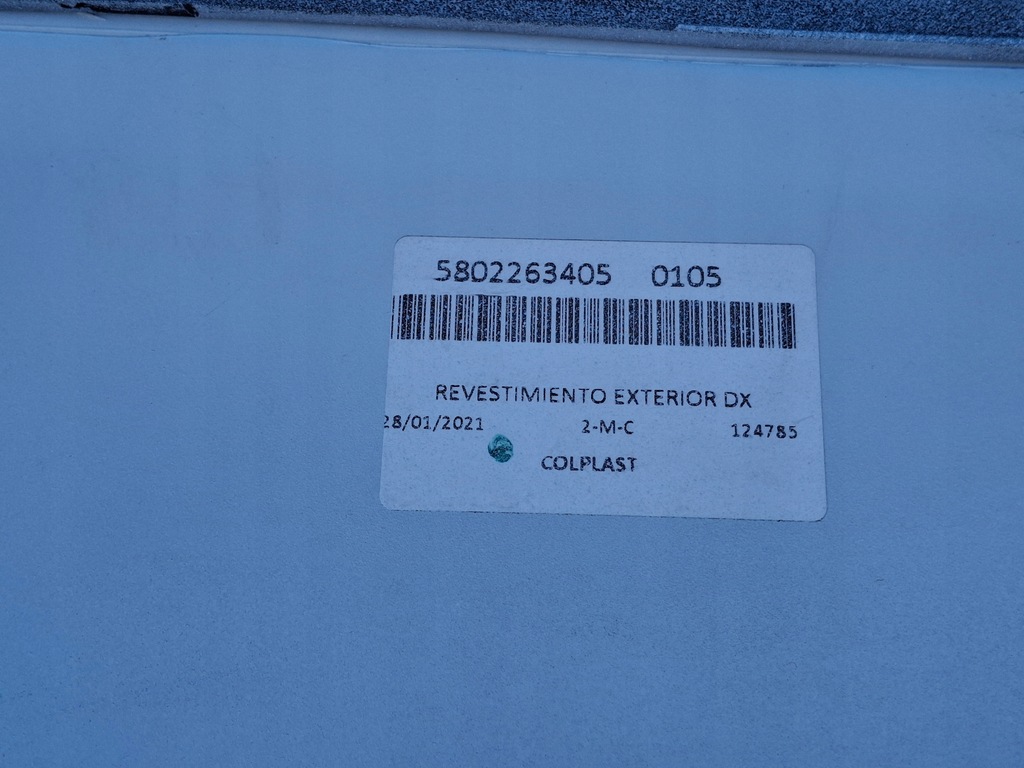 5802263405 0105
REVESTIMIENTO EXTERIOR DX
28/01/2021 2-M-C 124785
COLPLAST